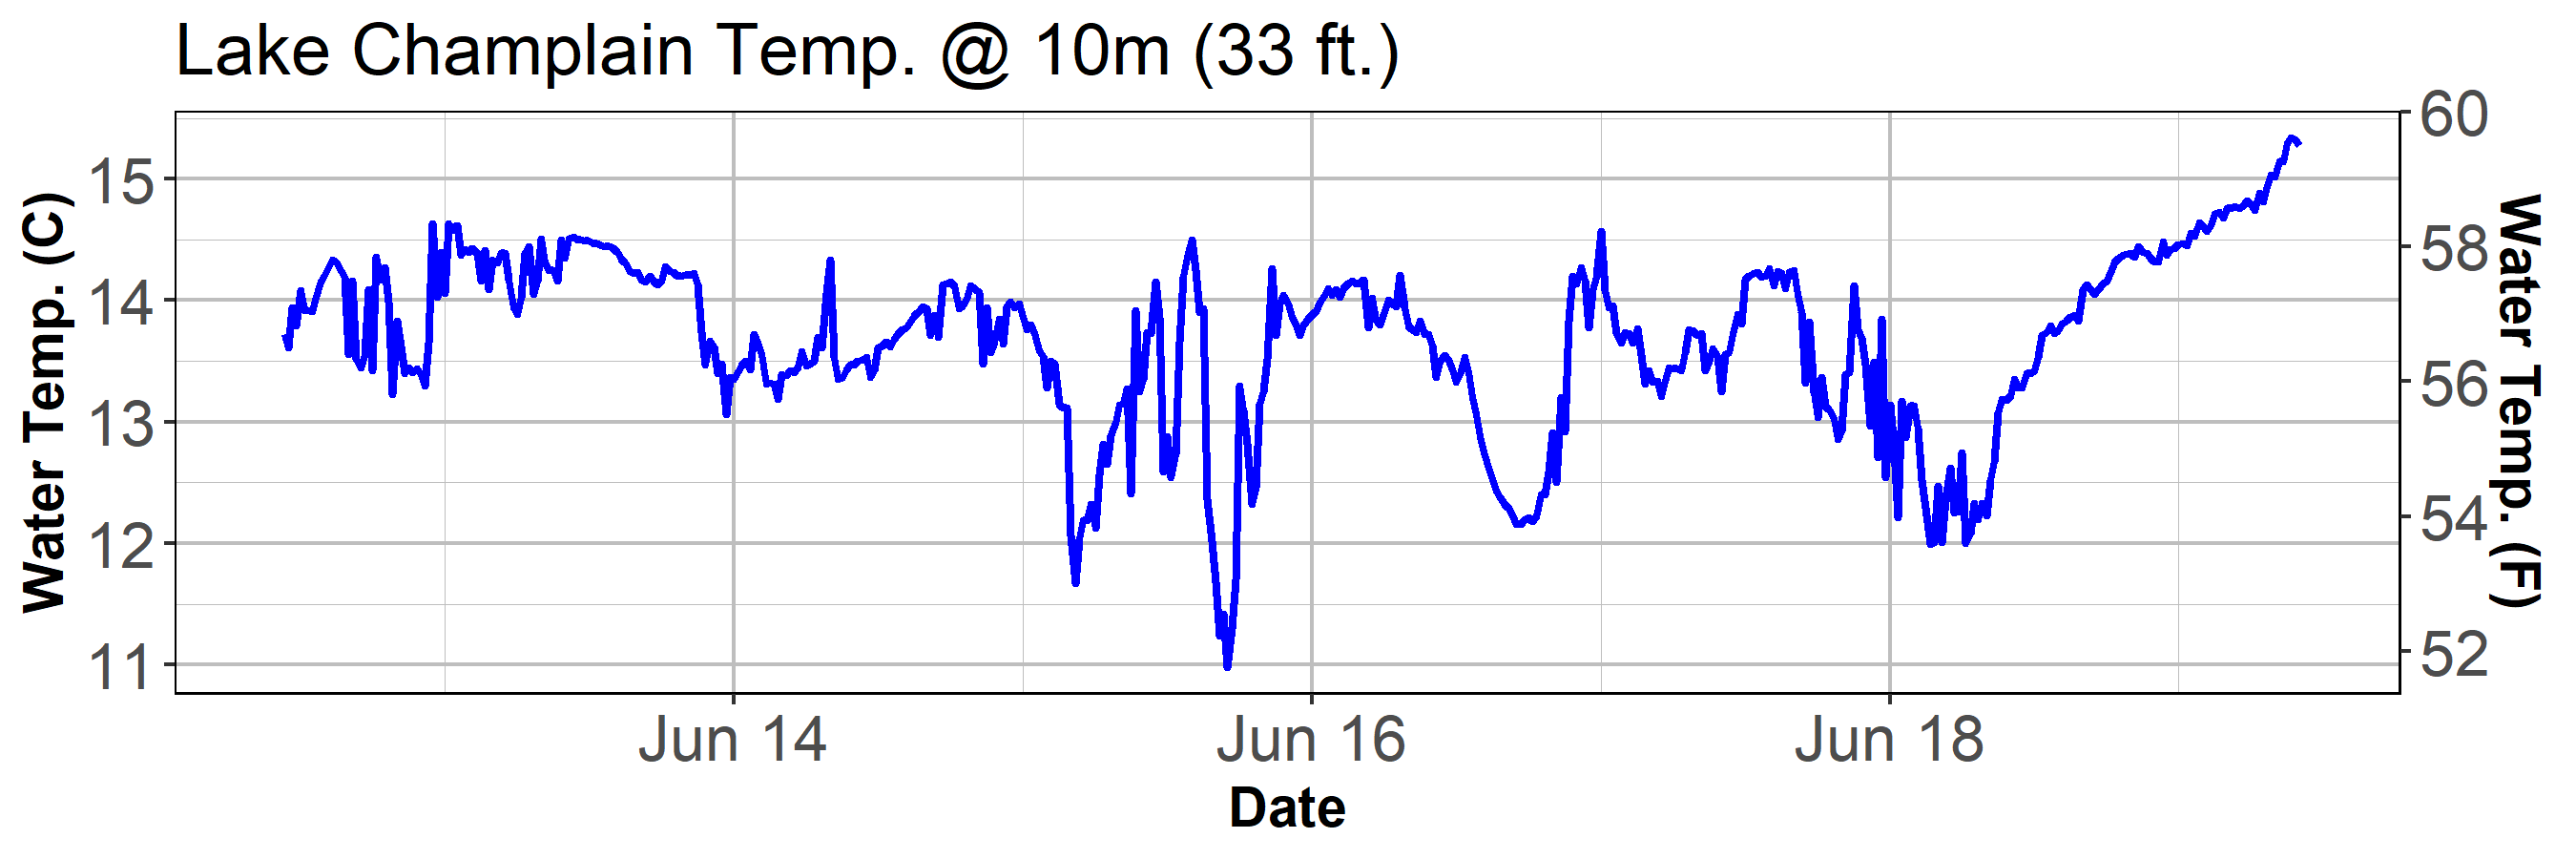 Lake Champlain Temp. @ 10m (33 ft.)
Water Temp. (C)
15
14
13
12
11
60
58
56
54
52
Water Temp. (F)
Jun 14
Jun 16
Jun 18
Date